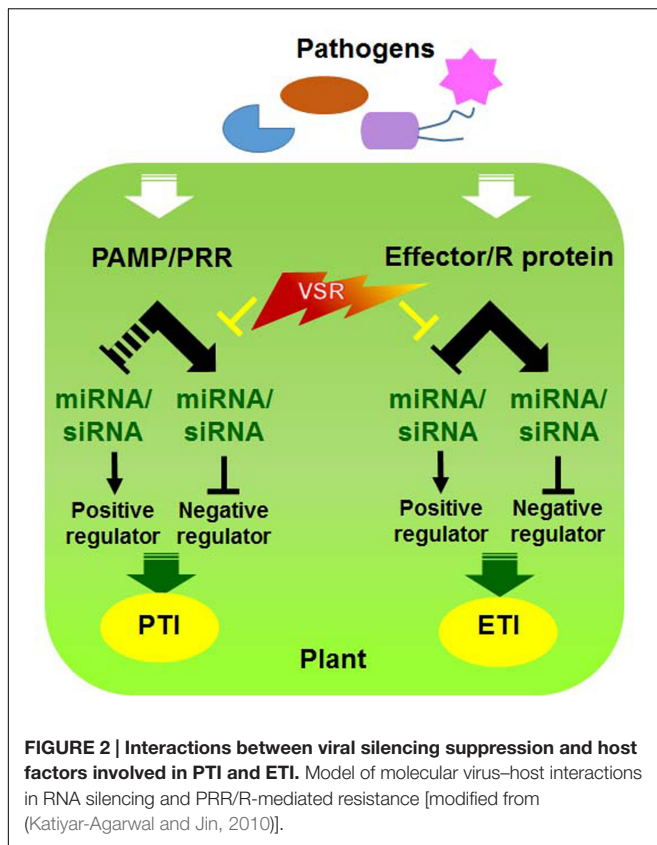 Pathogens
PAMP/PRR
Effector/R protein
VSR
miRNA/ miRNA/
siRNA siRNA
miRNA/ miRNA/
siRNA siRNA
Positive Negative
regulator regulator
Positive Negative
regulator regulator
PTI
ETI
Plant
FIGURE 2 | Interactions between viral silencing suppression and host
factors involved in PTI and ETI. Model of molecular virus–host interactions
in RNA silencing and PRR/R-mediated resistance [modified from
(Katiyar-Agarwal and Jin, 2010)].